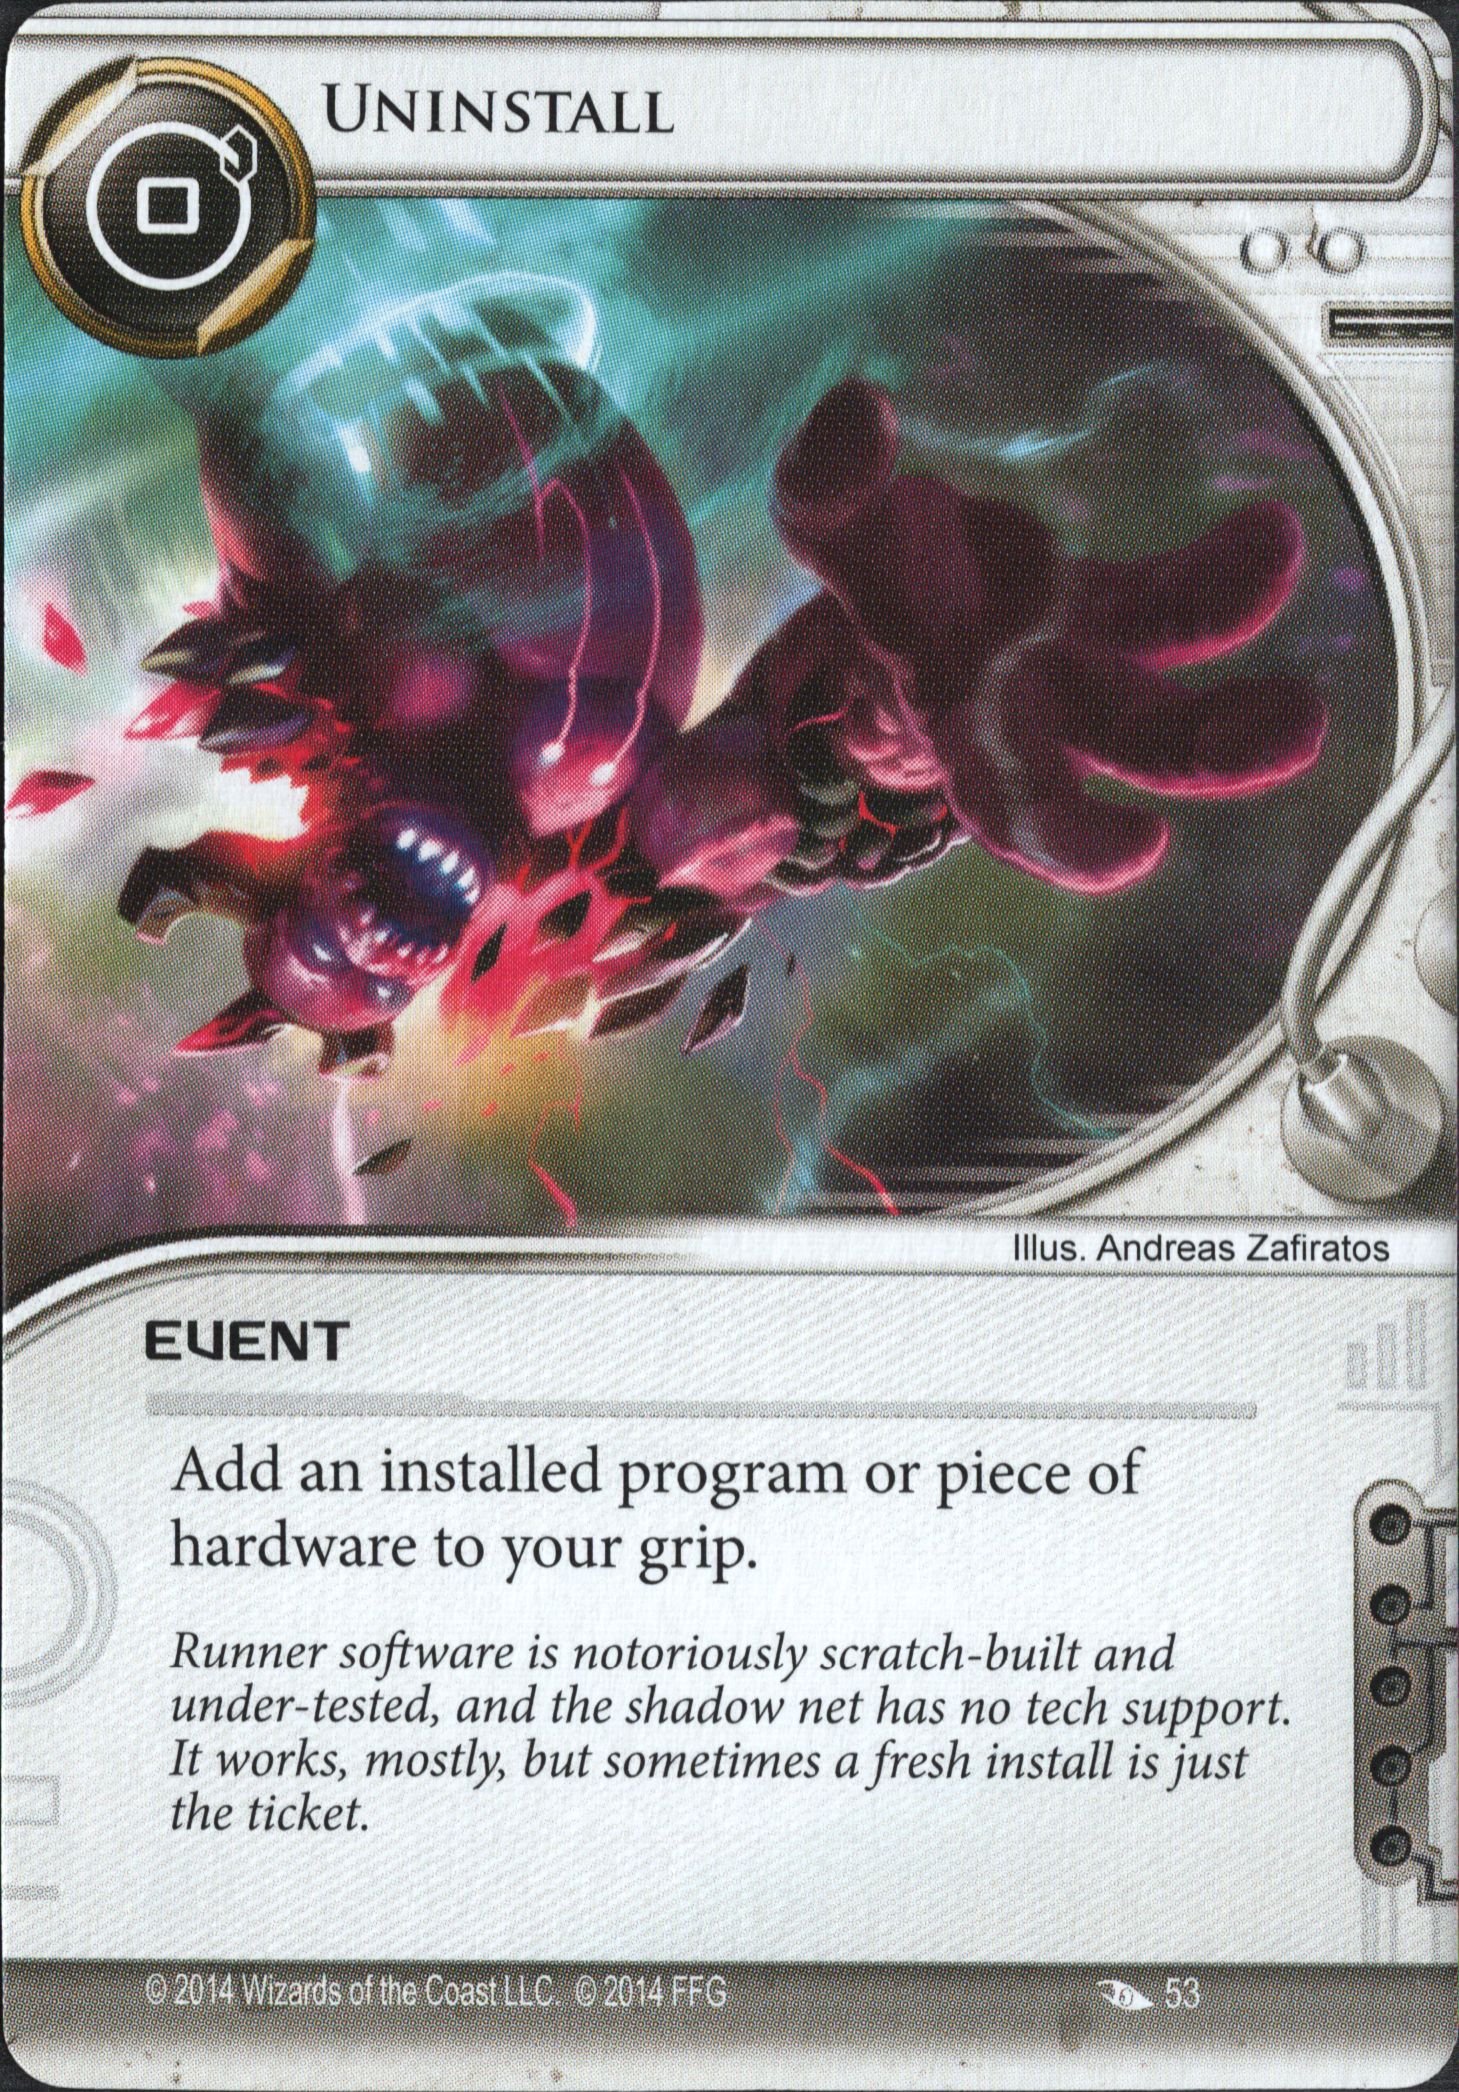 Uninstall
0
Illus. Andreas Zafiratos
EVENT
Add an installed program or piece of
hardware to your grip.
Runner software is notoriously scratch-built and
under-tested, and the shadow net has no tech support.
It works, mostly, but sometimes a fresh install is just
the ticket.
© 2014 Wizards of the Coast LLC. © 2014 FFG 53